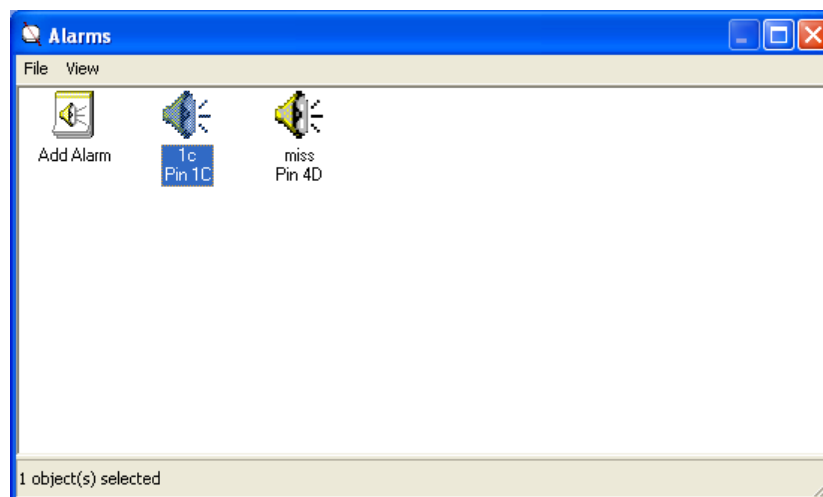 Alarms
File View
Add Alarm
1c
Pin 1C
miss
Pin 4D
1 object(s) selected